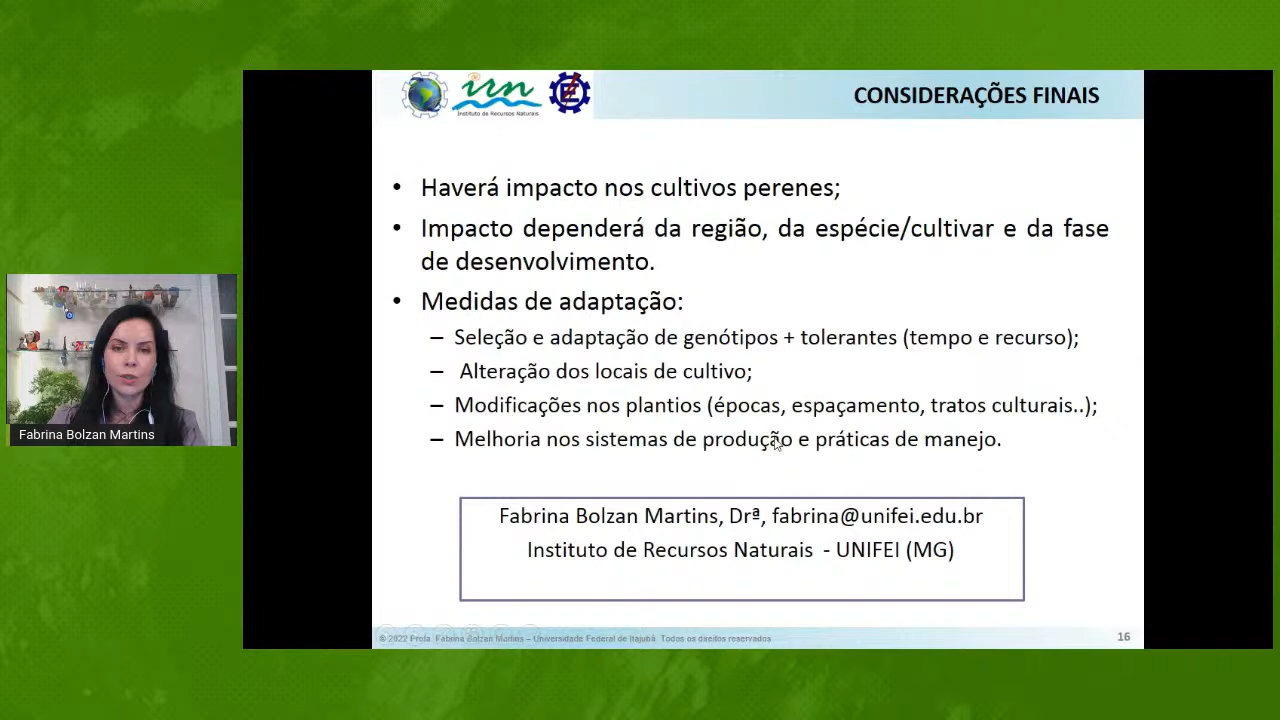 irn
Instituto de Recursos Naturais
CONSIDERAÇÕES FINAIS
• Haverá impacto nos cultivos perenes;
• Impacto dependerá da região, da espécie/cultivar e da fase
de desenvolvimento.
• Medidas de adaptação:
– Seleção e adaptação de genótipos + tolerantes (tempo e recurso);
– Alteração dos locais de cultivo;
– Modificações nos plantios (épocas, espaçamento, tratos culturais..);
– Melhoria nos sistemas de produção e práticas de manejo.
Fabrina Bolzan Martins
Fabrina Bolzan Martins, Drª, fabrina@unifei.edu.br
Instituto de Recursos Naturais - UNIFEI (MG)
© 2022 Profa Fabrina Bolzan Martins – Universidade Federal de Itajubá Todos os direitos reservados
16